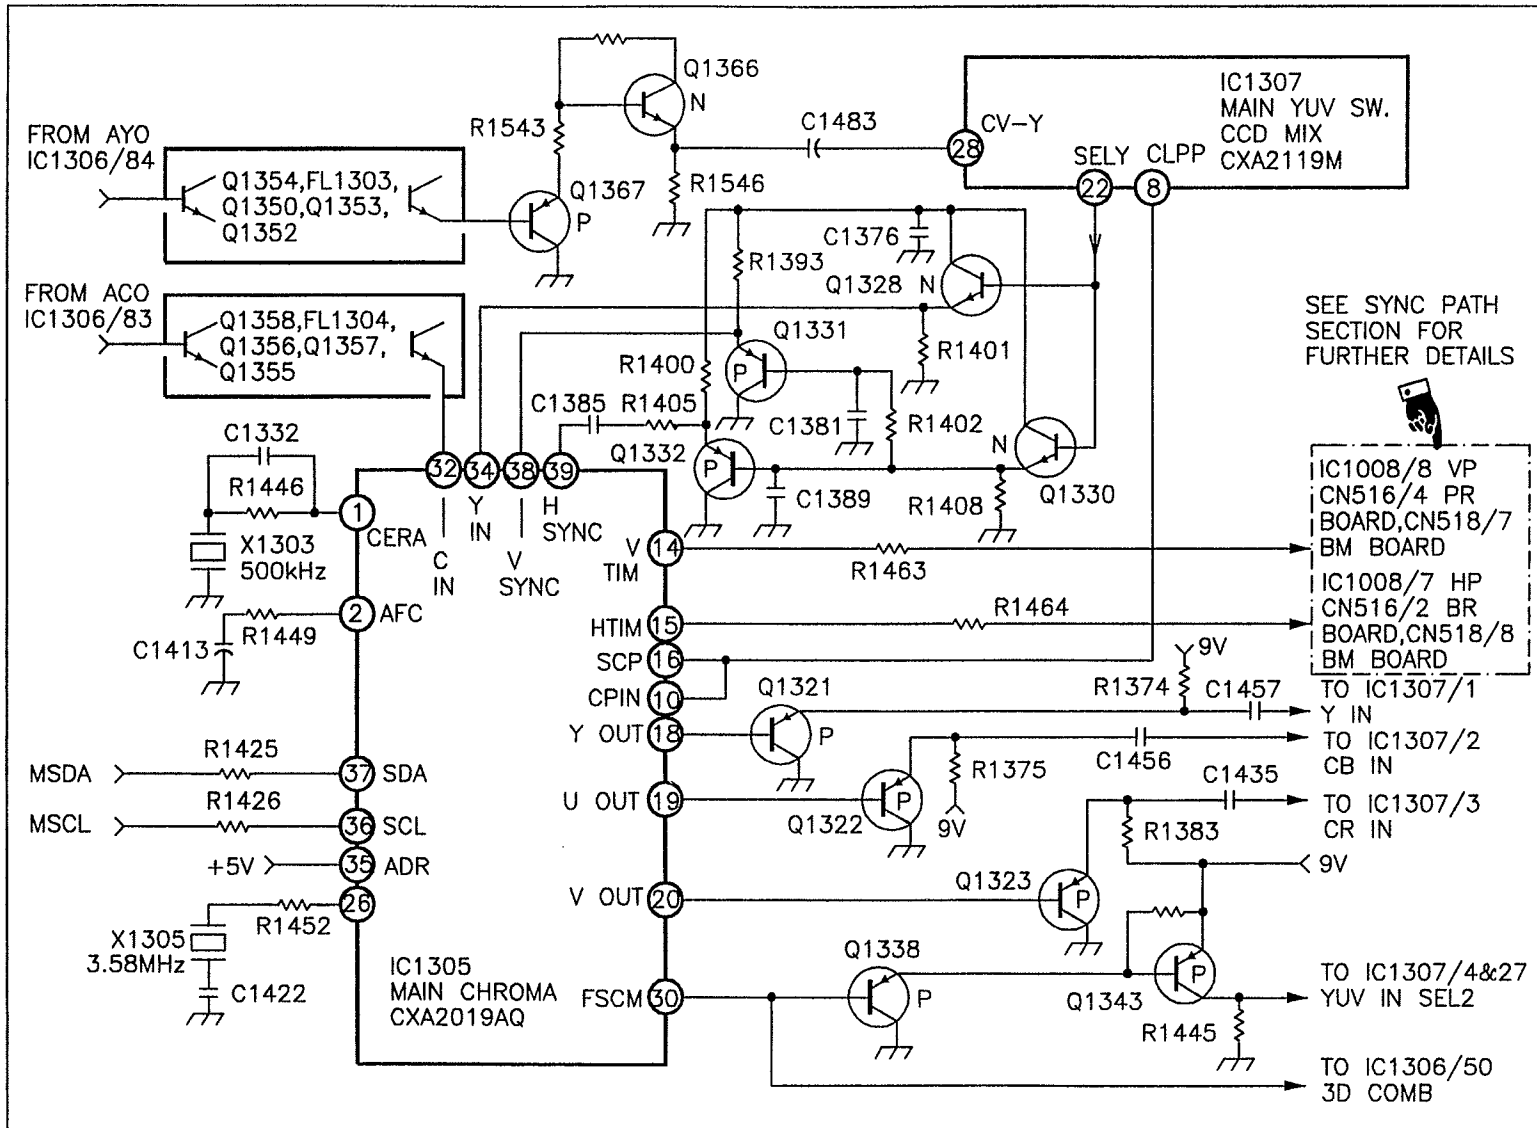 Q1366
N
R1543
C1483
IC1307
MAIN YUV SW.
CCD MIX
CXA2119M
CV-Y
28
SELY
CLPP
22
8
FROM AYO
IC1306/84
Q1354,FL1303,
Q1350,Q1353,
Q1352
Q1367
P
R1546
C1376
R1393
Q1328
N
FROM ACO
IC1306/83
Q1358,FL1304,
Q1356,Q1357,
Q1355
Q1331
P
R1401
R1400
SEE SYNC PATH
SECTION FOR
FURTHER DETAILS
C1385
R1405
C1381
R1402
Q1332
P
N
Q1330
C1389
R1408
C1332
R1446
X1303
500kHz
1
CERA
32
34
38
39
C
IN
Y
IN
V
SYNC
H
SYNC
IC1008/8 VP
CN516/4 PR
BOARD,CN518/7
BM BOARD
IC1008/7 HP
CN516/2 BR
BOARD,CN518/8
BM BOARD
V
TIM
14
R1463
2
AFC
R1449
C1413
HTIM
15
R1464
SCP
16
CPIN
10
Y OUT
18
Q1321
P
9V
R1374
C1457
TO IC1307/1
Y IN
MSDA
R1425
37
SDA
U OUT
19
Q1322
P
R1375
9V
C1456
TO IC1307/2
CB IN
MSCL
R1426
36
SCL
C1435
TO IC1307/3
CR IN
R1383
+5V
35
ADR
9V
V OUT
20
Q1323
P
26
R1452
X1305
3.58MHz
C1422
IC1305
MAIN CHROMA
CXA2019AQ
FSCM
30
Q1338
P
Q1343
P
R1445
TO IC1307/4&27
YUV IN SEL2
TO IC1306/50
3D COMB